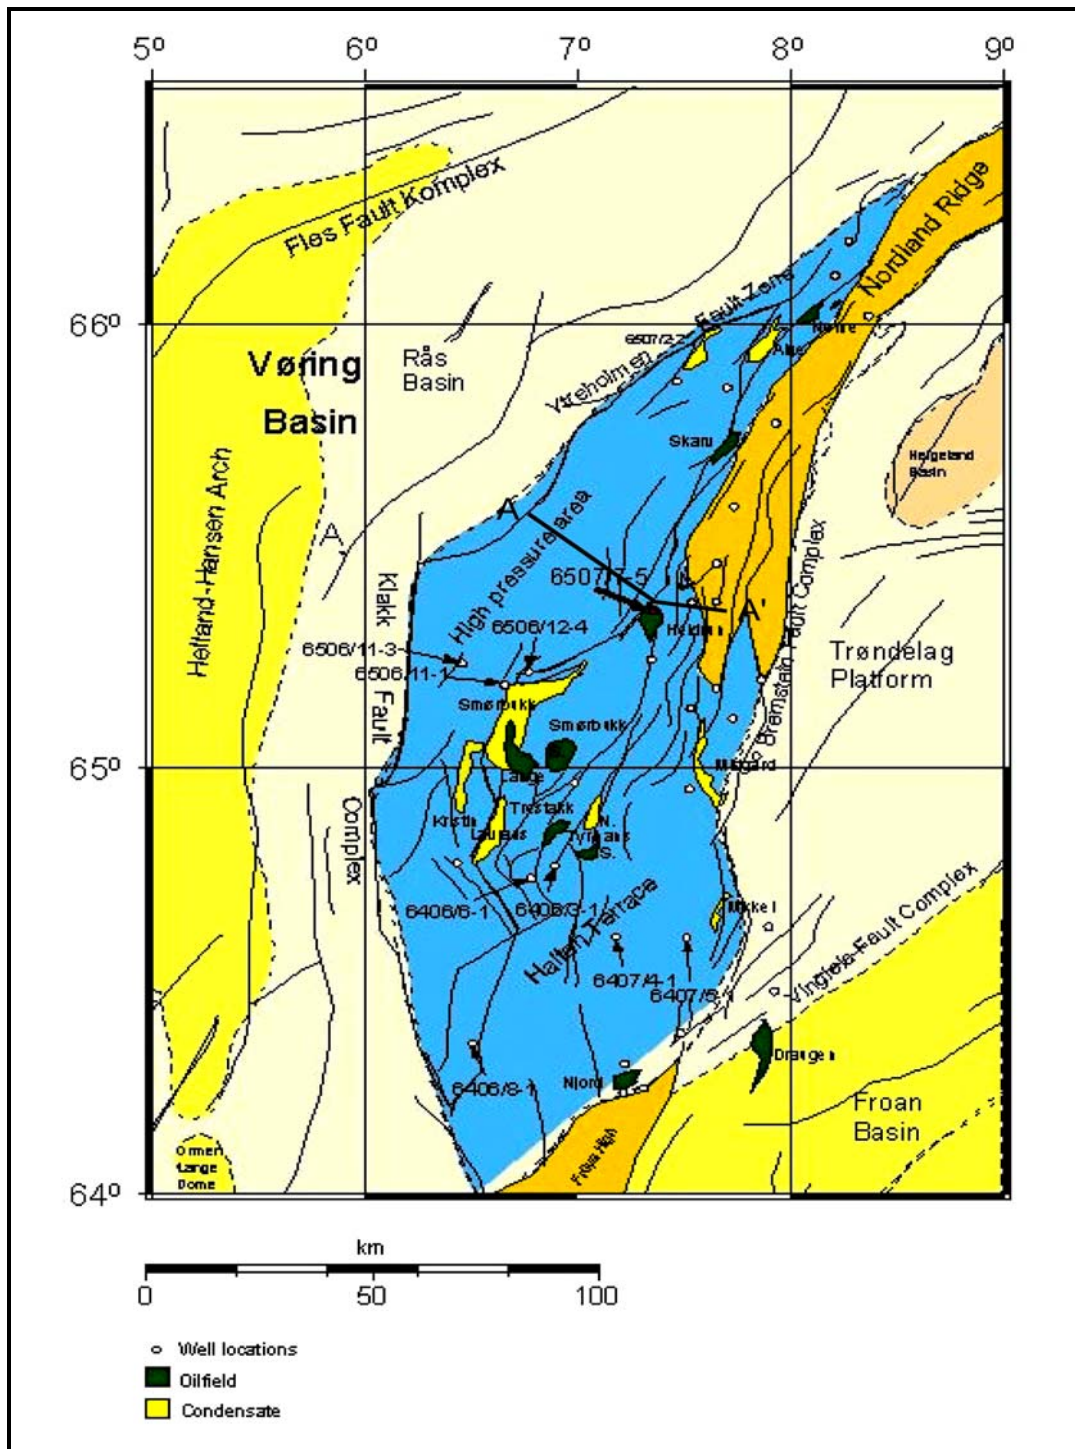 5º 6º 7º 8º 9º
Fles Fault Komplex
Nordland Ridge
66º
Fault Zone
Ytreholmen
6507/2-2
Norne
Vøring
Basin
Rås
Basin
Skaru
Helgeland
Basin
Helland-Hansen Arch
A
A
High pressure area
6507/7-5
Klakk
Fault
Complex
6506/12-4
6506/11-3
6506/11-1
Heidrun
A'
Bremstein Fault Complex
Trøndelag
Platform
Smørbukk
Smørbukk
65º
Lange
Midgard
Kristin
Trestakk
Lavrans
N.
Tyrihans
S.
6406/6-1
6406/3-1
Halten Terrace
Mikkel
6407/4-1
6407/5-1
Vingleia Fault Complex
Draugen
6406/8-1
Njord
Froan
Basin
Frøya High
Ormen
Lange
Dome
64º
km
0 50 100
Well locations
Oilfield
Condensate